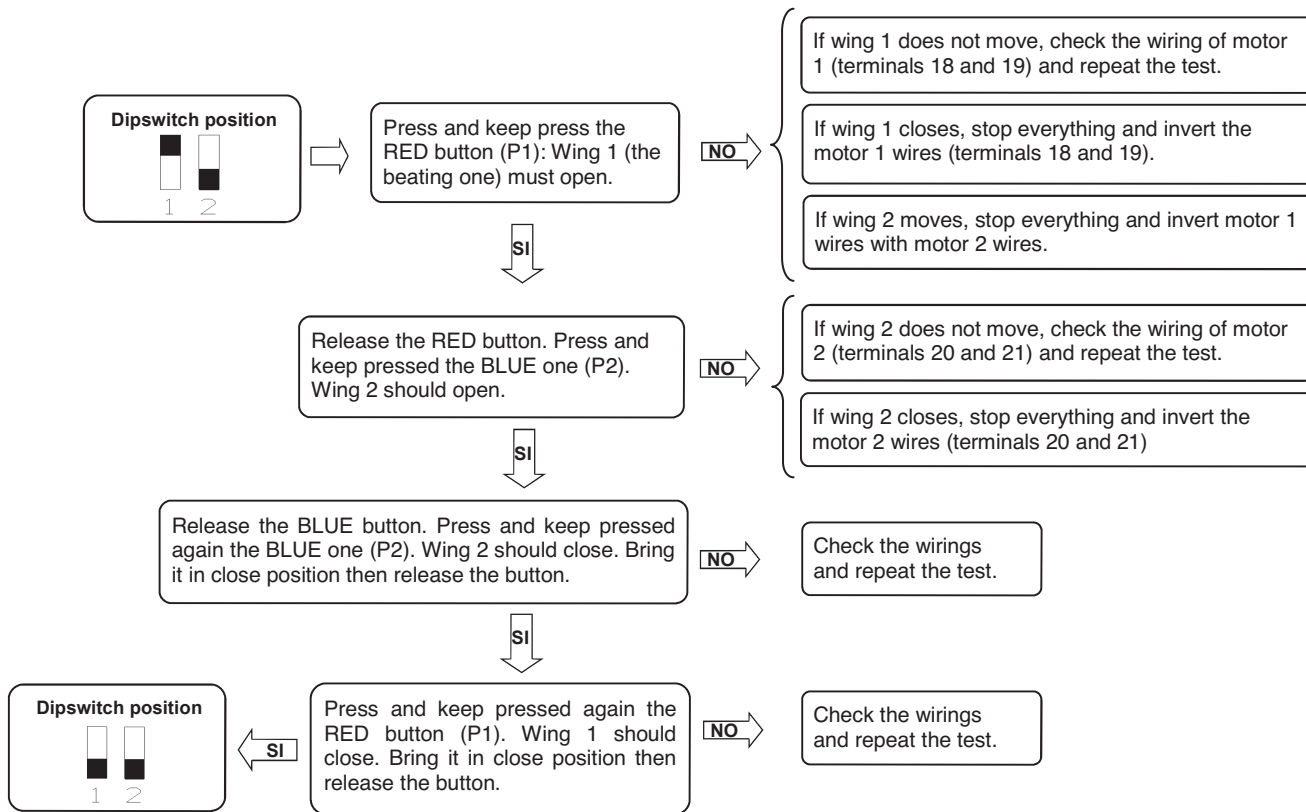 Dipswitch position
1 2
Press and keep press the
RED button (P1): Wing 1 (the
beating one) must open.
NO
If wing 1 does not move, check the wiring of motor
1 (terminals 18 and 19) and repeat the test.
If wing 1 closes, stop everything and invert the
motor 1 wires (terminals 18 and 19).
If wing 2 moves, stop everything and invert motor 1
wires with motor 2 wires.
SI
Release the RED button. Press and
keep pressed the BLUE one (P2).
Wing 2 should open.
NO
If wing 2 does not move, check the wiring of motor
2 (terminals 20 and 21) and repeat the test.
If wing 2 closes, stop everything and invert the
motor 2 wires (terminals 20 and 21)
SI
Release the BLUE button. Press and keep pressed
again the BLUE one (P2). Wing 2 should close. Bring
it in close position then release the button.
NO
Check the wirings
and repeat the test.
SI
Press and keep pressed again the
RED button (P1). Wing 1 should
close. Bring it in close position then
release the button.
NO
Check the wirings
and repeat the test.
SI
Dipswitch position
1 2